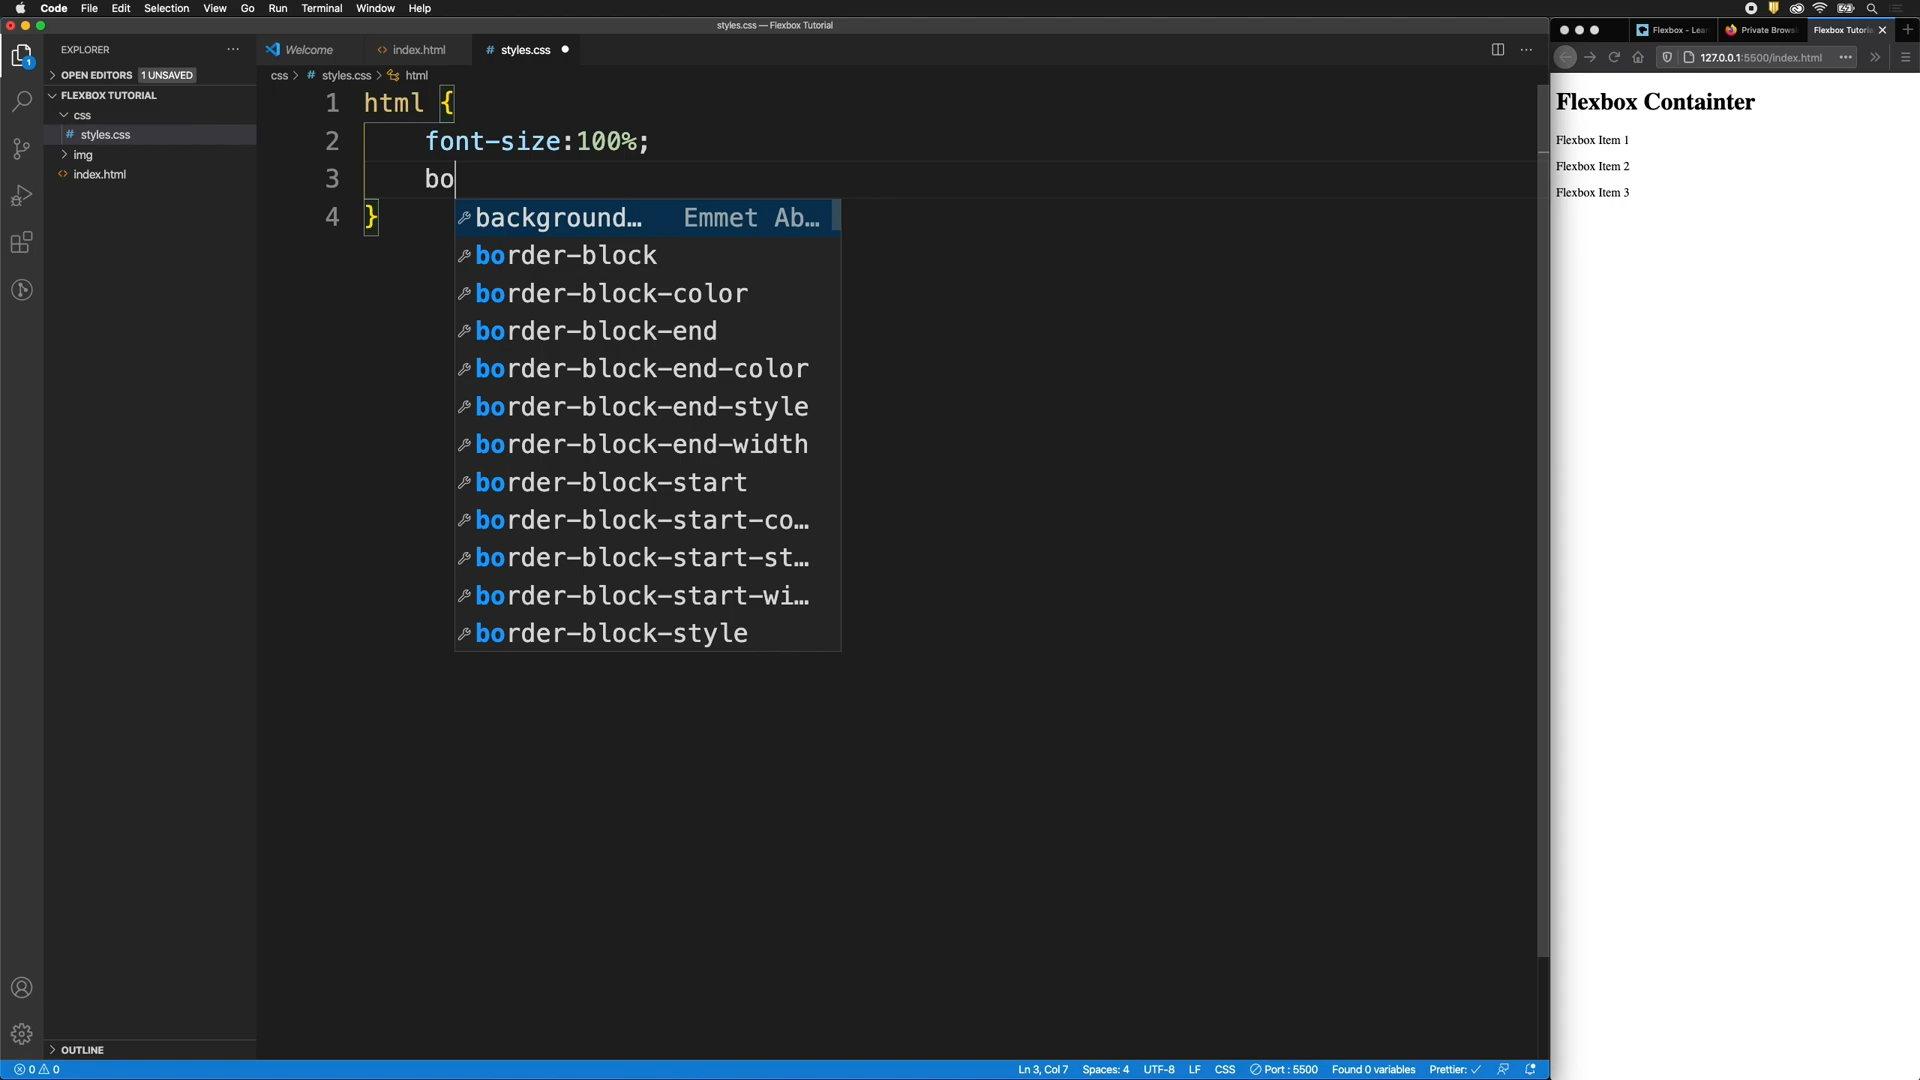 Code File Edit Selection View Go Run Terminal Window Help
styles.css — Flexbox Tutorial
EXPLORER
OPEN EDITORS 1 UNSAVED
FLEXBOX TUTORIAL
css
# styles.css
img
index.html
OUTLINE
1
Welcome
index.html
# styles.css
css > # styles.css > html
1 html {
2 font-size:100%;
3 bo
4 }
background… Emmet Ab…
border-block
border-block-color
border-block-end
border-block-end-color
border-block-end-style
border-block-end-width
border-block-start
border-block-start-co…
border-block-start-st…
border-block-start-wi…
border-block-style
0 0
Ln 3, Col 7 Spaces: 4 UTF-8 LF CSS Port : 5500 Found 0 variables Prettier: ✓
Flexbox - Lea Private Brows Flexbox Tutoria
127.0.0.1:5500/index.html
Flexbox Containter
Flexbox Item 1
Flexbox Item 2
Flexbox Item 3